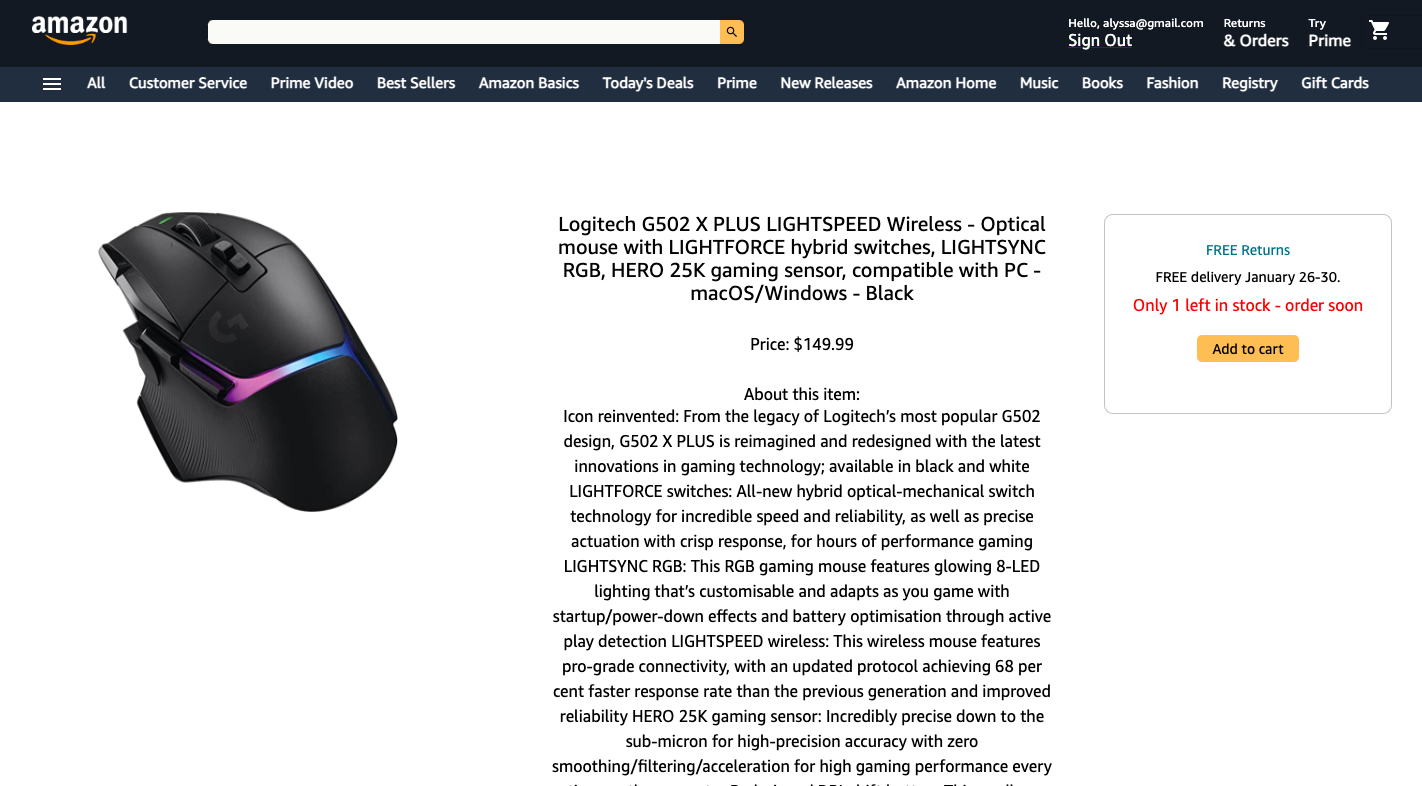 amazon
Hello, alyssa@gmail.com
Sign Out
Returns
& Orders
Try
Prime
All Customer Service Prime Video Best Sellers Amazon Basics Today's Deals Prime New Releases Amazon Home Music Books Fashion Registry Gift Cards
Logitech G502 X PLUS LIGHTSPEED Wireless - Optical
mouse with LIGHTFORCE hybrid switches, LIGHTSYNC
RGB, HERO 25K gaming sensor, compatible with PC -
macOS/Windows - Black
Price: $149.99
About this item:
Icon reinvented: From the legacy of Logitech’s most popular G502
design, G502 X PLUS is reimagined and redesigned with the latest
innovations in gaming technology; available in black and white
LIGHTFORCE switches: All-new hybrid optical-mechanical switch
technology for incredible speed and reliability, as well as precise
actuation with crisp response, for hours of performance gaming
LIGHTSYNC RGB: This RGB gaming mouse features glowing 8-LED
lighting that’s customisable and adapts as you game with
startup/power-down effects and battery optimisation through active
play detection LIGHTSPEED wireless: This wireless mouse features
pro-grade connectivity, with an updated protocol achieving 68 per
cent faster response rate than the previous generation and improved
reliability HERO 25K gaming sensor: Incredibly precise down to the
sub-micron for high-precision accuracy with zero
smoothing/filtering/acceleration for high gaming performance every
FREE Returns
FREE delivery January 26-30.
Only 1 left in stock - order soon
Add to cart